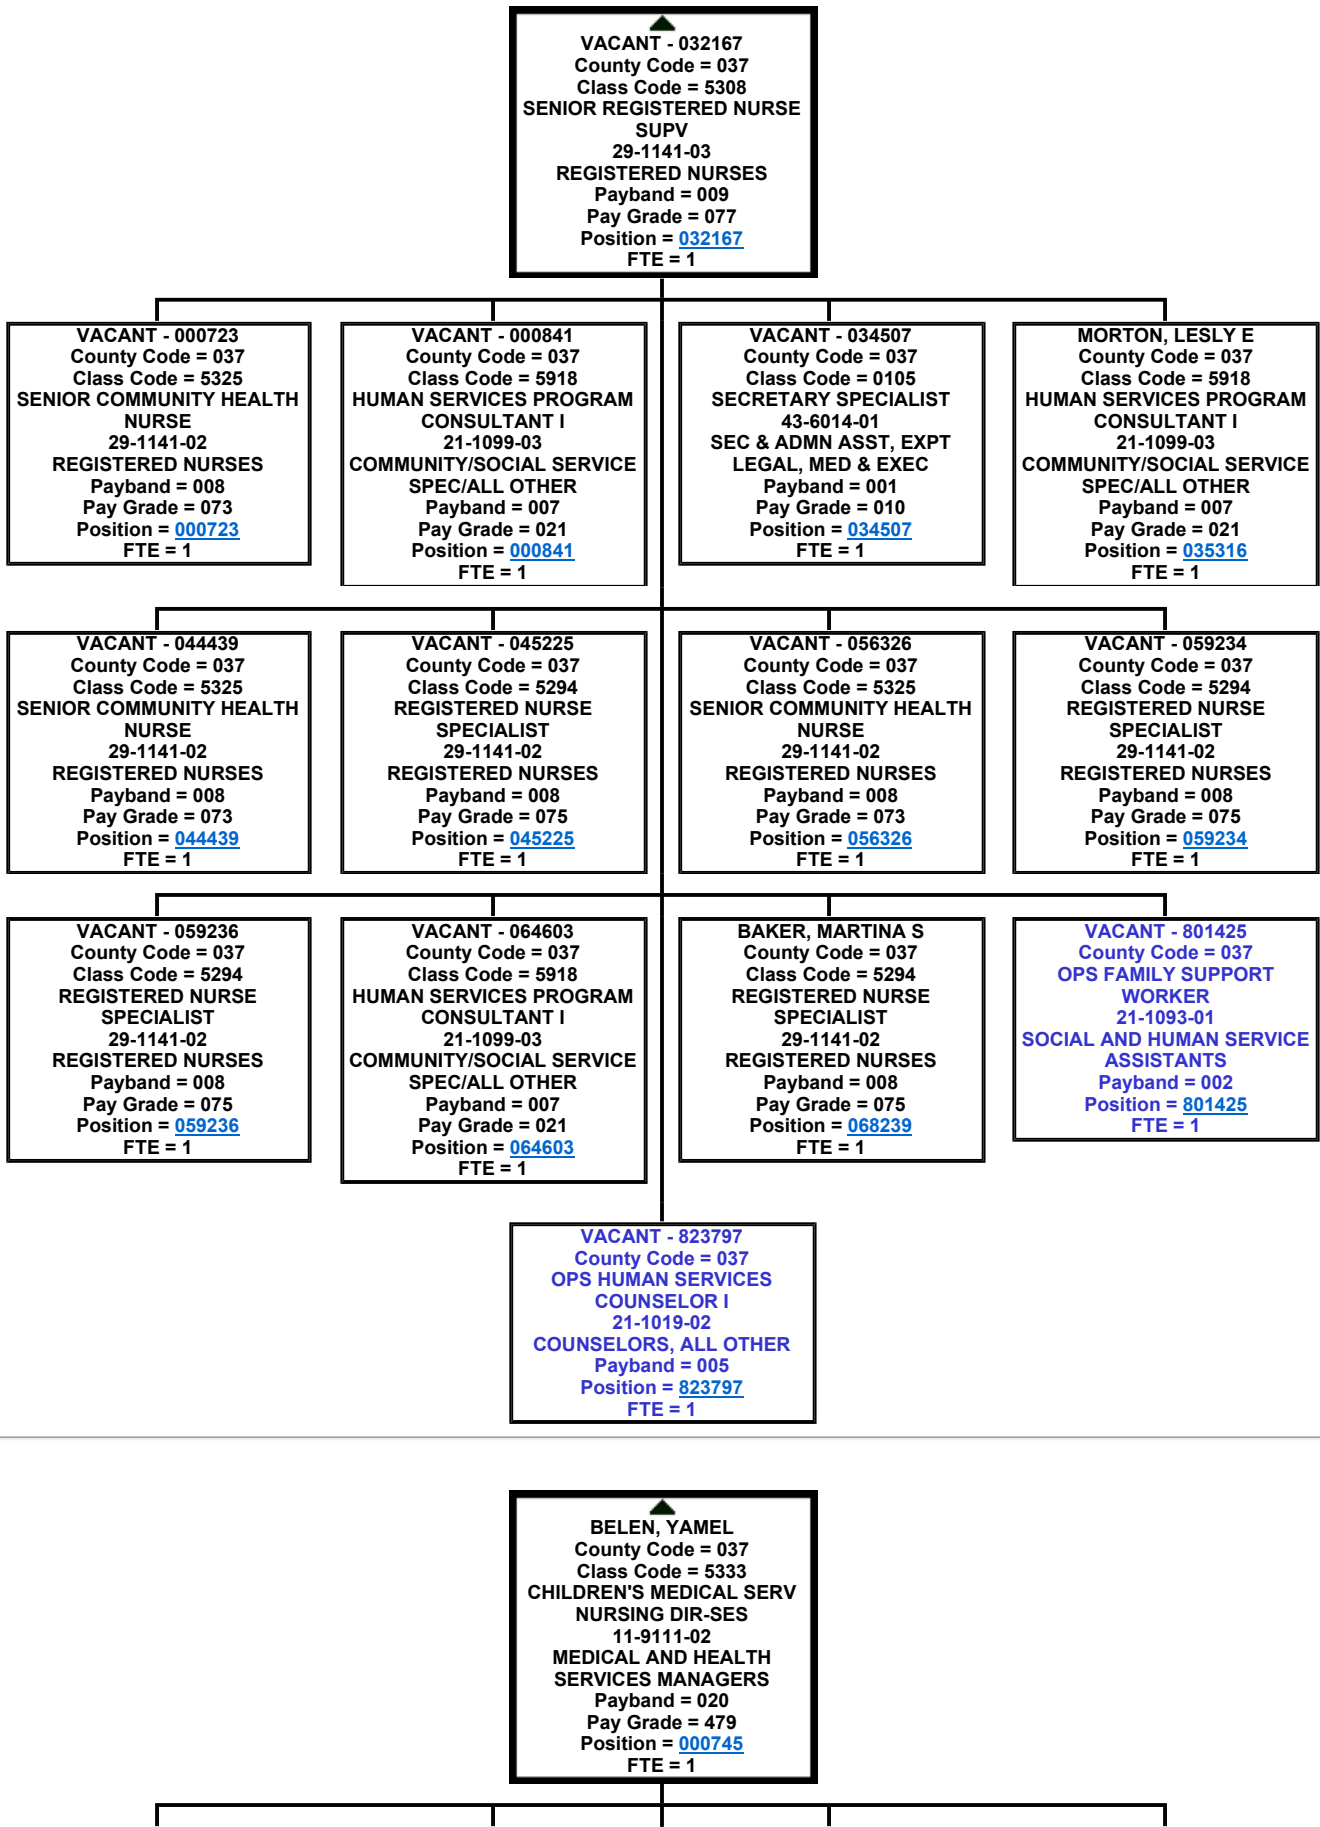 VACANT - 032167
County Code = 037
Class Code = 5308
SENIOR REGISTERED NURSE
SUPV
29-1141-03
REGISTERED NURSES
Payband = 009
Pay Grade = 077
Position = 032167
FTE = 1
VACANT - 000723
County Code = 037
Class Code = 5325
SENIOR COMMUNITY HEALTH
NURSE
29-1141-02
REGISTERED NURSES
Payband = 008
Pay Grade = 073
Position = 000723
FTE = 1
VACANT - 000841
County Code = 037
Class Code = 5918
HUMAN SERVICES PROGRAM
CONSULTANT I
21-1099-03
COMMUNITY/SOCIAL SERVICE
SPEC/ALL OTHER
Payband = 007
Pay Grade = 021
Position = 000841
FTE = 1
VACANT - 034507
County Code = 037
Class Code = 0105
SECRETARY SPECIALIST
43-6014-01
SEC & ADMN ASST, EXPT
LEGAL, MED & EXEC
Payband = 001
Pay Grade = 010
Position = 034507
FTE = 1
MORTON, LESLY E
County Code = 037
Class Code = 5918
HUMAN SERVICES PROGRAM
CONSULTANT I
21-1099-03
COMMUNITY/SOCIAL SERVICE
SPEC/ALL OTHER
Payband = 007
Pay Grade = 021
Position = 035316
FTE = 1
VACANT - 044439
County Code = 037
Class Code = 5325
SENIOR COMMUNITY HEALTH
NURSE
29-1141-02
REGISTERED NURSES
Payband = 008
Pay Grade = 073
Position = 044439
FTE = 1
VACANT - 045225
County Code = 037
Class Code = 5294
REGISTERED NURSE
SPECIALIST
29-1141-02
REGISTERED NURSES
Payband = 008
Pay Grade = 075
Position = 045225
FTE = 1
VACANT - 056326
County Code = 037
Class Code = 5325
SENIOR COMMUNITY HEALTH
NURSE
29-1141-02
REGISTERED NURSES
Payband = 008
Pay Grade = 073
Position = 056326
FTE = 1
VACANT - 059234
County Code = 037
Class Code = 5294
REGISTERED NURSE
SPECIALIST
29-1141-02
REGISTERED NURSES
Payband = 008
Pay Grade = 075
Position = 059234
FTE = 1
VACANT - 059236
County Code = 037
Class Code = 5294
REGISTERED NURSE
SPECIALIST
29-1141-02
REGISTERED NURSES
Payband = 008
Pay Grade = 075
Position = 059236
FTE = 1
VACANT - 064603
County Code = 037
Class Code = 5918
HUMAN SERVICES PROGRAM
CONSULTANT I
21-1099-03
COMMUNITY/SOCIAL SERVICE
SPEC/ALL OTHER
Payband = 007
Pay Grade = 021
Position = 064603
FTE = 1
BAKER, MARTINA S
County Code = 037
Class Code = 5294
REGISTERED NURSE
SPECIALIST
29-1141-02
REGISTERED NURSES
Payband = 008
Pay Grade = 075
Position = 068239
FTE = 1
VACANT - 801425
County Code = 037
OPS FAMILY SUPPORT
WORKER
21-1093-01
SOCIAL AND HUMAN SERVICE
ASSISTANTS
Payband = 002
Position = 801425
FTE = 1
VACANT - 823797
County Code = 037
OPS HUMAN SERVICES
COUNSELOR I
21-1019-02
COUNSELORS, ALL OTHER
Payband = 005
Position = 823797
FTE = 1
BELEN, YAMEL
County Code = 037
Class Code = 5333
CHILDREN'S MEDICAL SERV
NURSING DIR-SES
11-9111-02
MEDICAL AND HEALTH
SERVICES MANAGERS
Payband = 020
Pay Grade = 479
Position = 000745
FTE = 1